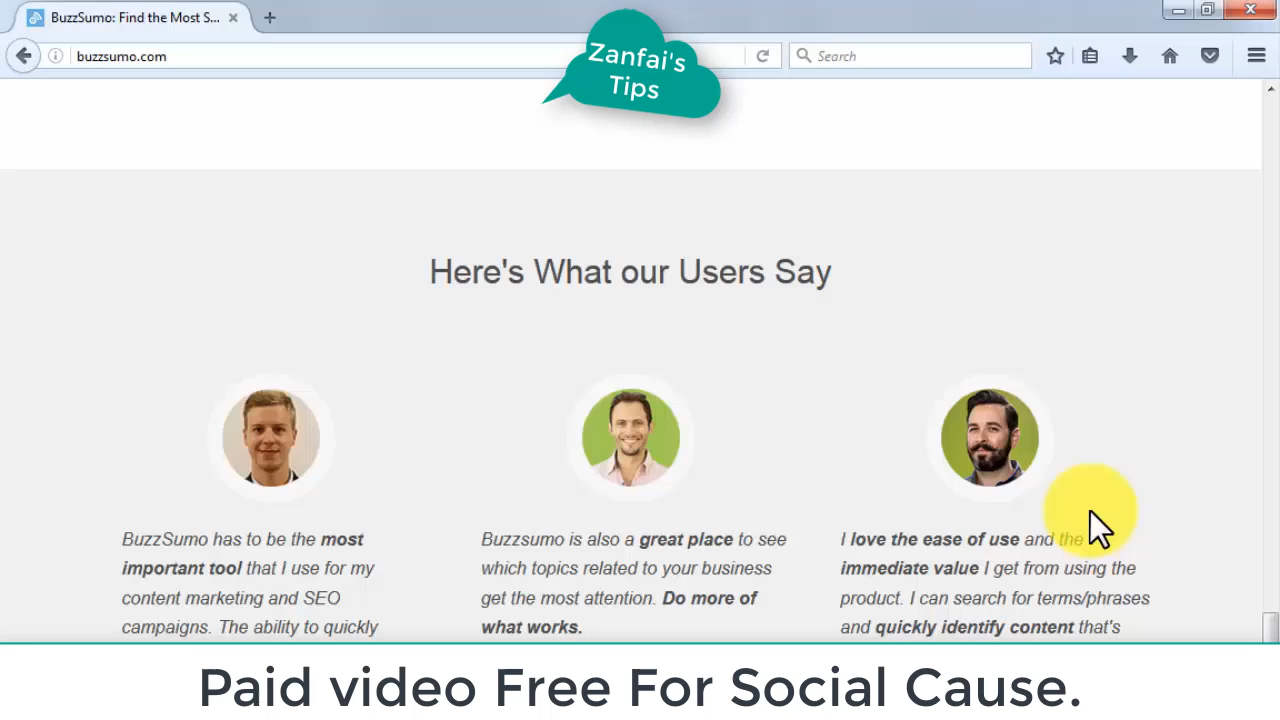 BuzzSumo: Find the Most S...
buzzsumo.com
Search
Zanfai's
Tips
Here's What our Users Say
BuzzSumo has to be the most
important tool that I use for my
content marketing and SEO
campaigns. The ability to quickly
Buzzsumo is also a great place to see
which topics related to your business
get the most attention. Do more of
what works.
I love the ease of use and the
immediate value I get from using the
product. I can search for terms/phrases
and quickly identify content that's
Paid video Free For Social Cause.